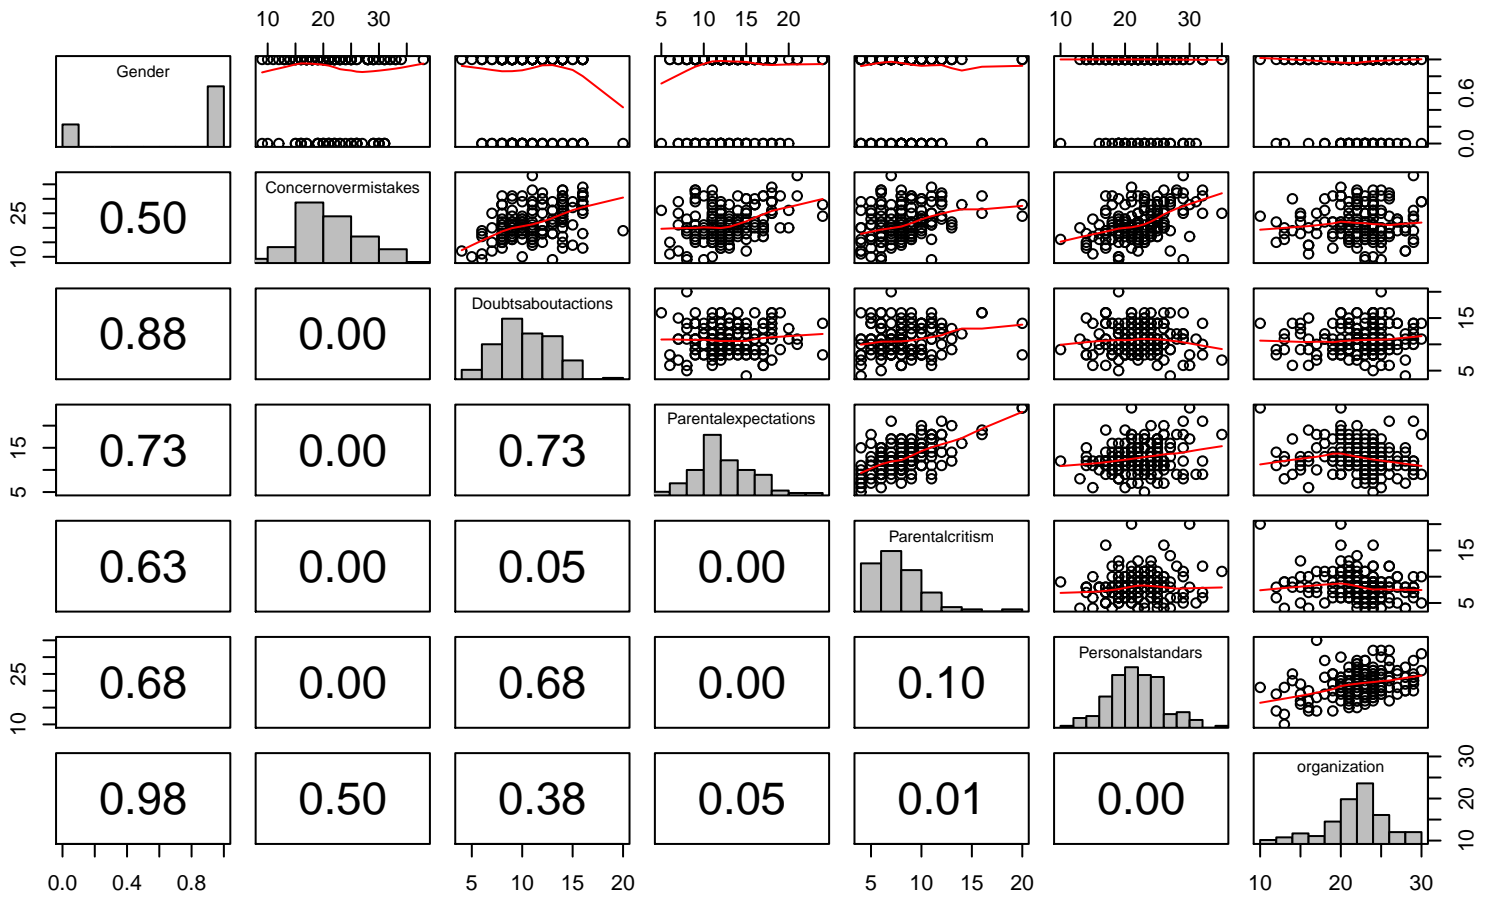 10 20 30 5 10 15 20 10 20 30
Gender
0.0 0.6
0.50 Concernovermistakes
10 25
0.88 0.00 Doubtsaboutactions
5 15
0.73 0.00 0.73 Parentalexpectations
5 15
0.63 0.00 0.05 0.00 Parentalcritism
5 15
0.68 0.00 0.68 0.00 0.10 Personalstandars
10 25
0.98 0.50 0.38 0.05 0.01 0.00 organization
10 20 30
0.0 0.4 0.8 5 10 15 20 5 10 15 20 10 20 30